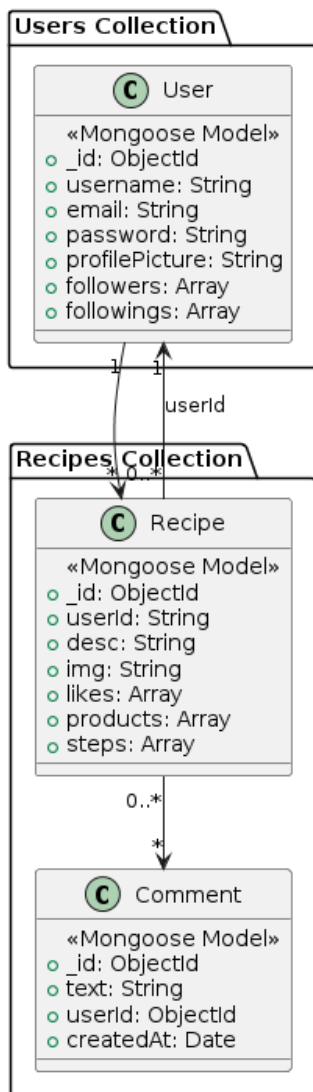 Users Collection
C User
«Mongoose Model»
_id: ObjectId
username: String
email: String
password: String
profilePicture: String
followers: Array
followings: Array
1
1
userId
* 0..*
Recipes Collection
C Recipe
«Mongoose Model»
_id: ObjectId
userId: String
desc: String
img: String
likes: Array
products: Array
steps: Array
0..*
*
C Comment
«Mongoose Model»
_id: ObjectId
text: String
userId: ObjectId
createdAt: Date